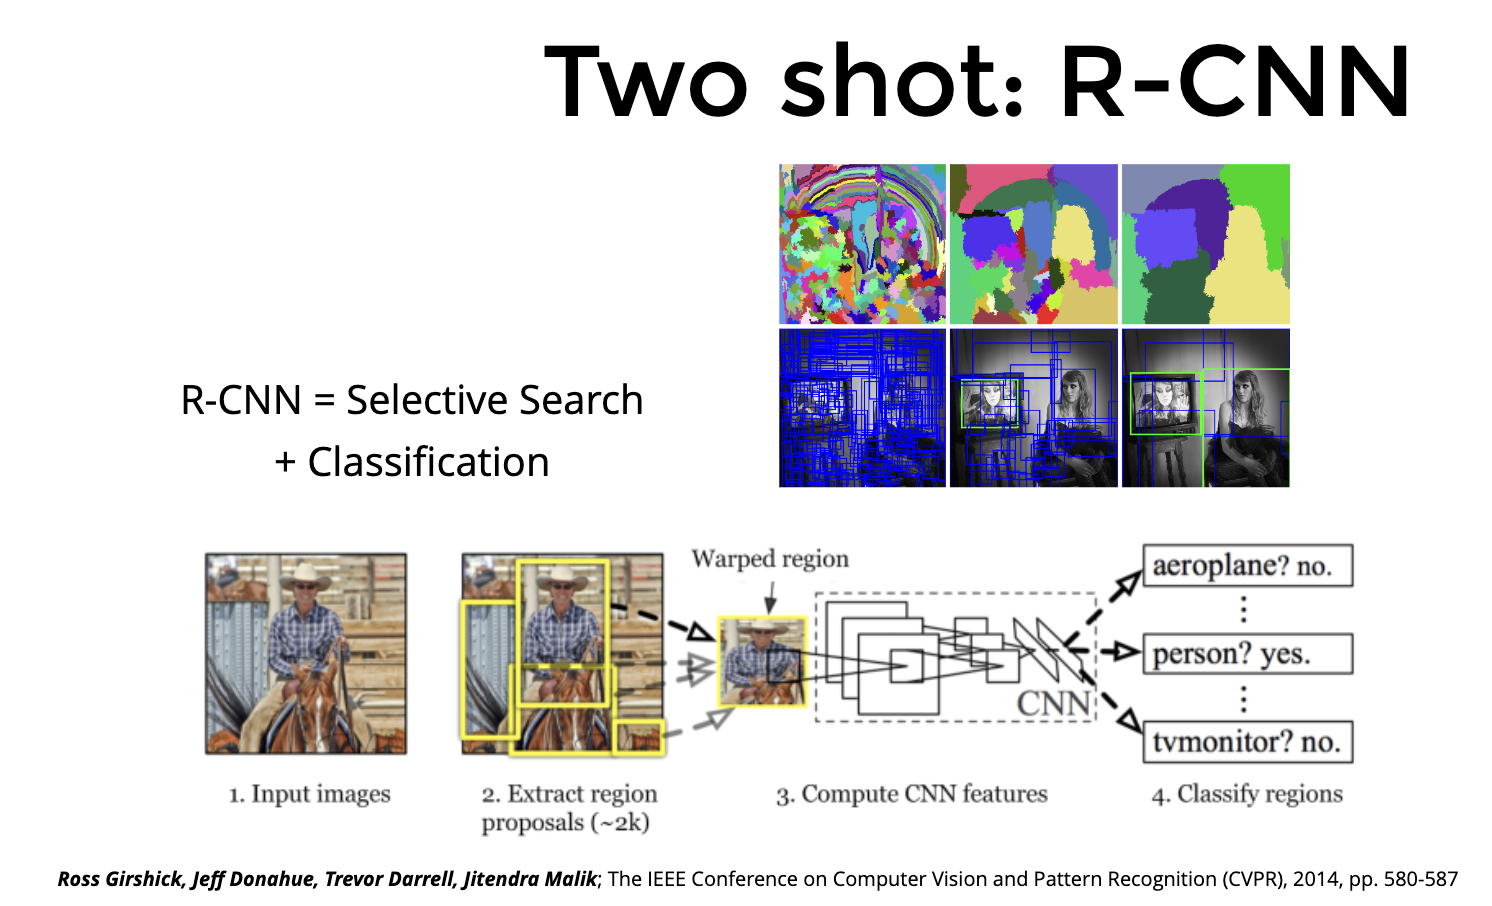 Two shot: R-CNN
R-CNN = Selective Search
+ Classification
Warped region
aeroplane? no.
person? yes.
CNN
tvmonitor? no.
1. Input images
2. Extract region
proposals (~2k)
3. Compute CNN features
4. Classify regions
Ross Girshick, Jeff Donahue, Trevor Darrell, Jitendra Malik; The IEEE Conference on Computer Vision and Pattern Recognition (CVPR), 2014, pp. 580-587